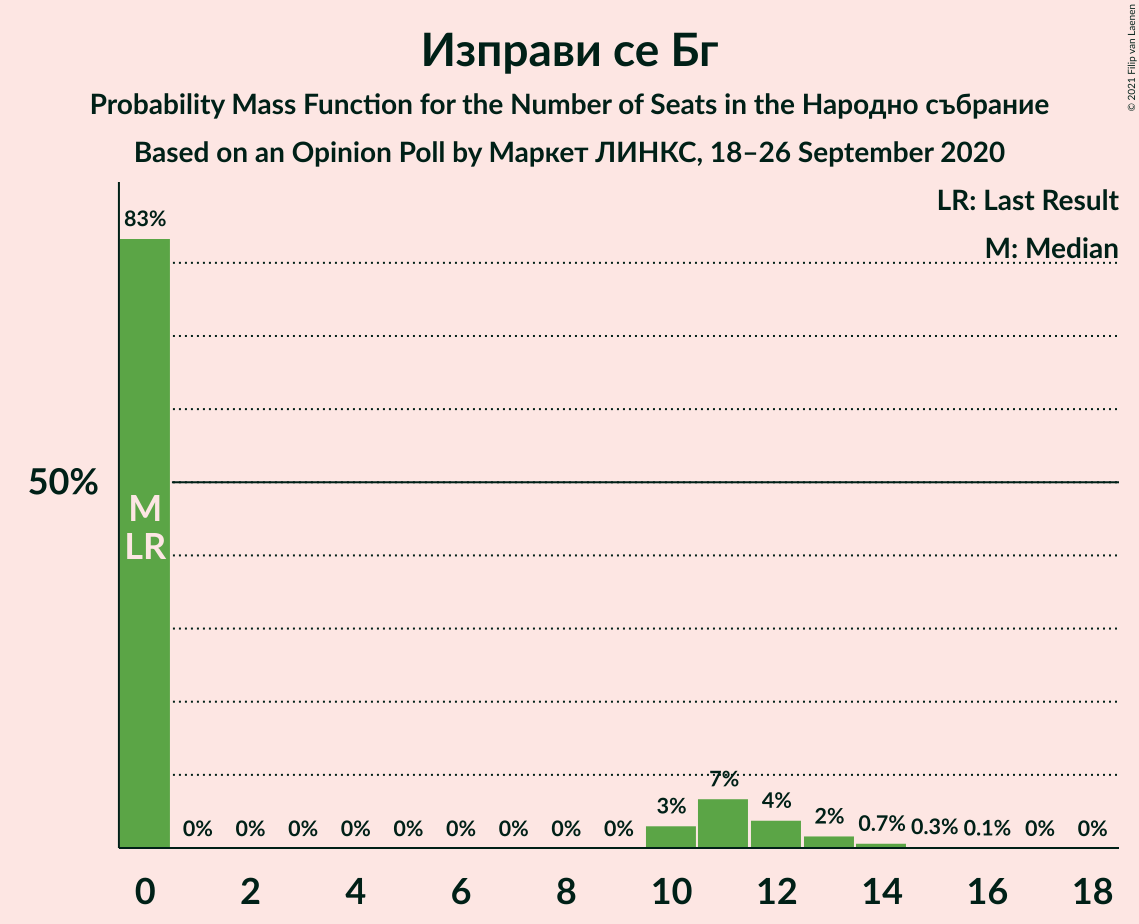 Изправи се Бг
Probability Mass Function for the Number of Seats in the Народно събрание
Based on an Opinion Poll by Маркет ЛИНКС, 18–26 September 2020
© 2021 Filip van Laenen
LR: Last Result
M: Median
83%
50%
M
LR
0% 0% 0% 0% 0% 0% 0% 0% 0% 3% 7% 4% 2% 0.7% 0.3% 0.1% 0% 0%
0 2 4 6 8 10 12 14 16 18